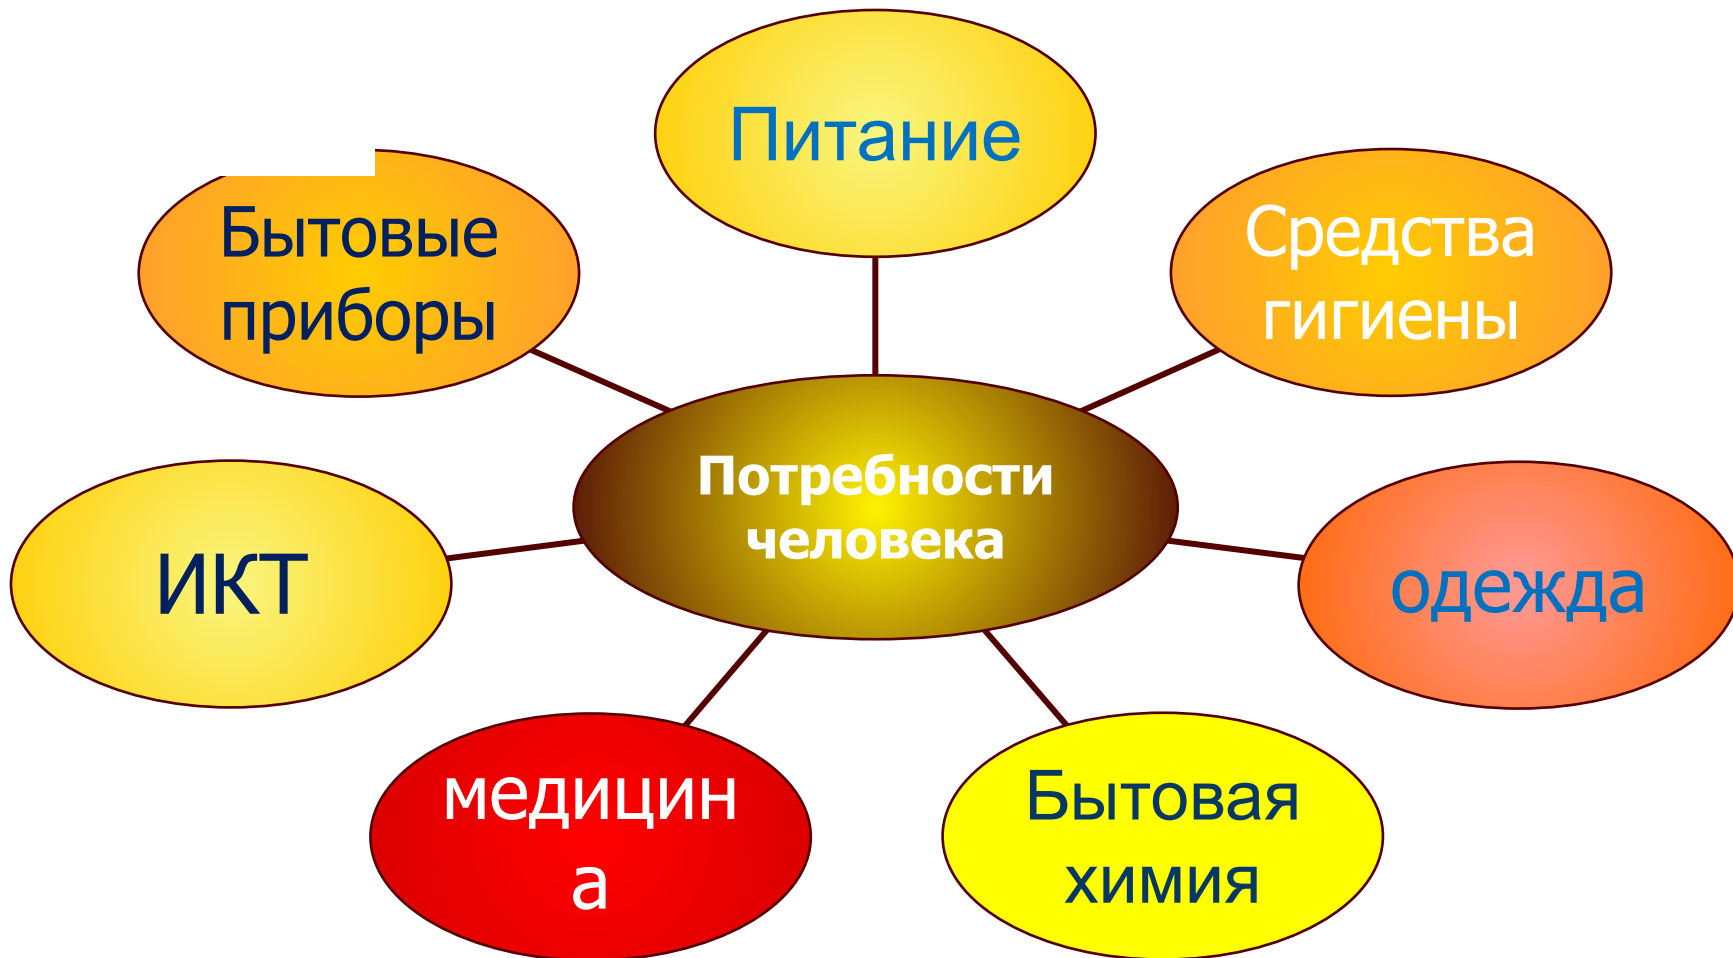 Питание
Бытовые
приборы
Средства
гигиены
Потребности
человека
ИКТ
одежда
медицин
а
Бытовая
химия